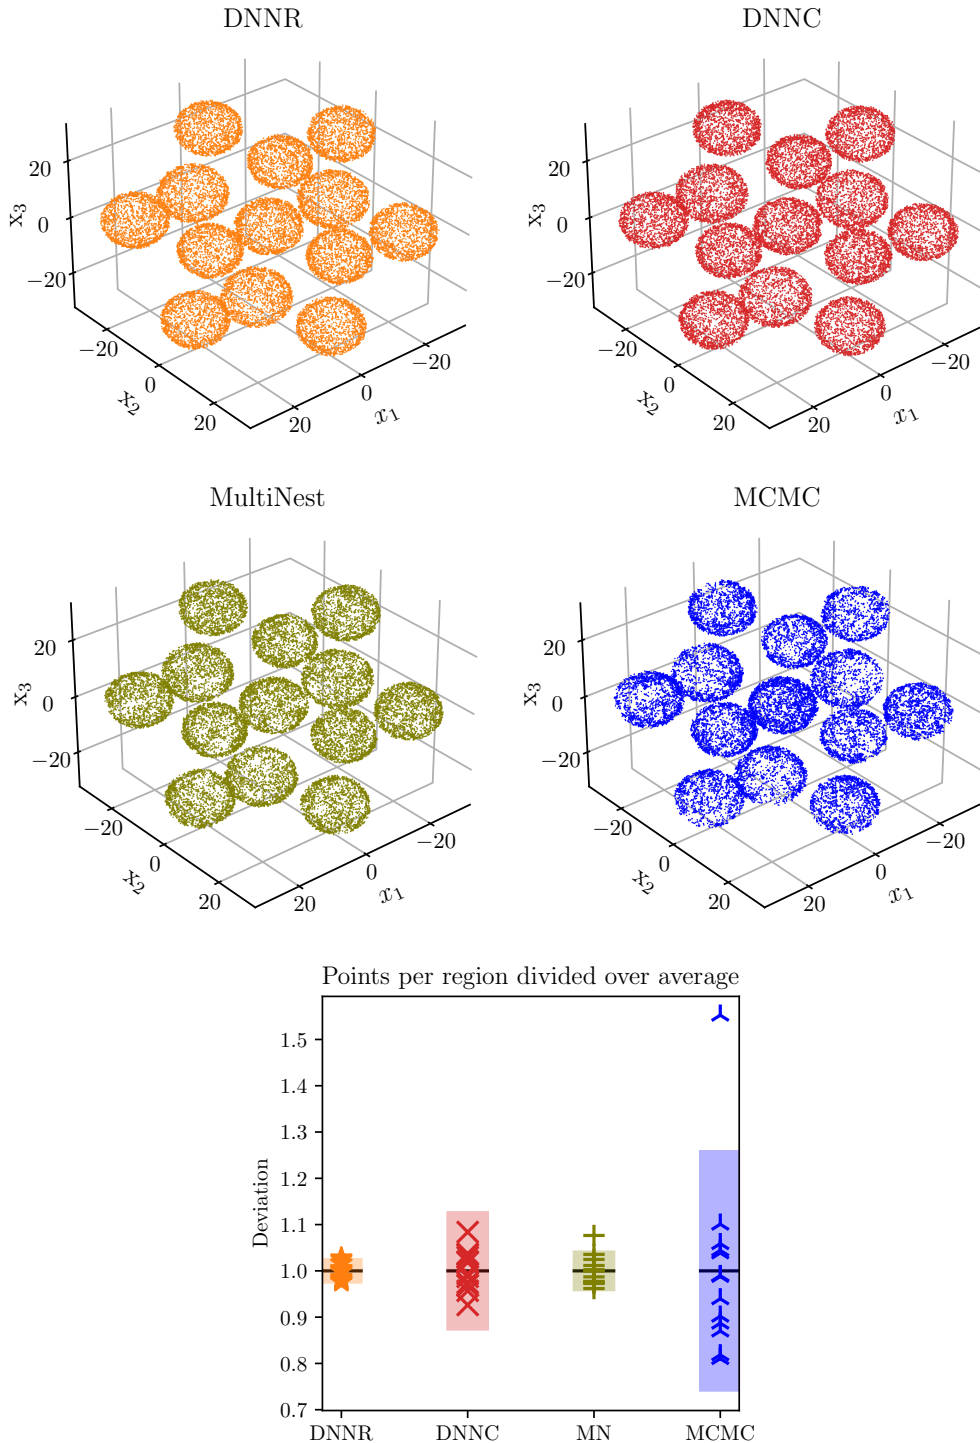 DNNR
DNNC
20
0
−20
x3
−20
0
20
x2
20
0
−20
x1
20
0
−20
x3
−20
0
20
x2
20
0
−20
x1
MultiNest
MCMC
20
0
−20
x3
−20
0
20
x2
20
0
−20
x1
20
0
−20
x3
−20
0
20
x2
20
0
−20
x1
Points per region divided over average
Deviation
1.5
1.4
1.3
1.2
1.1
1.0
0.9
0.8
0.7
DNNR DNNC MN MCMC